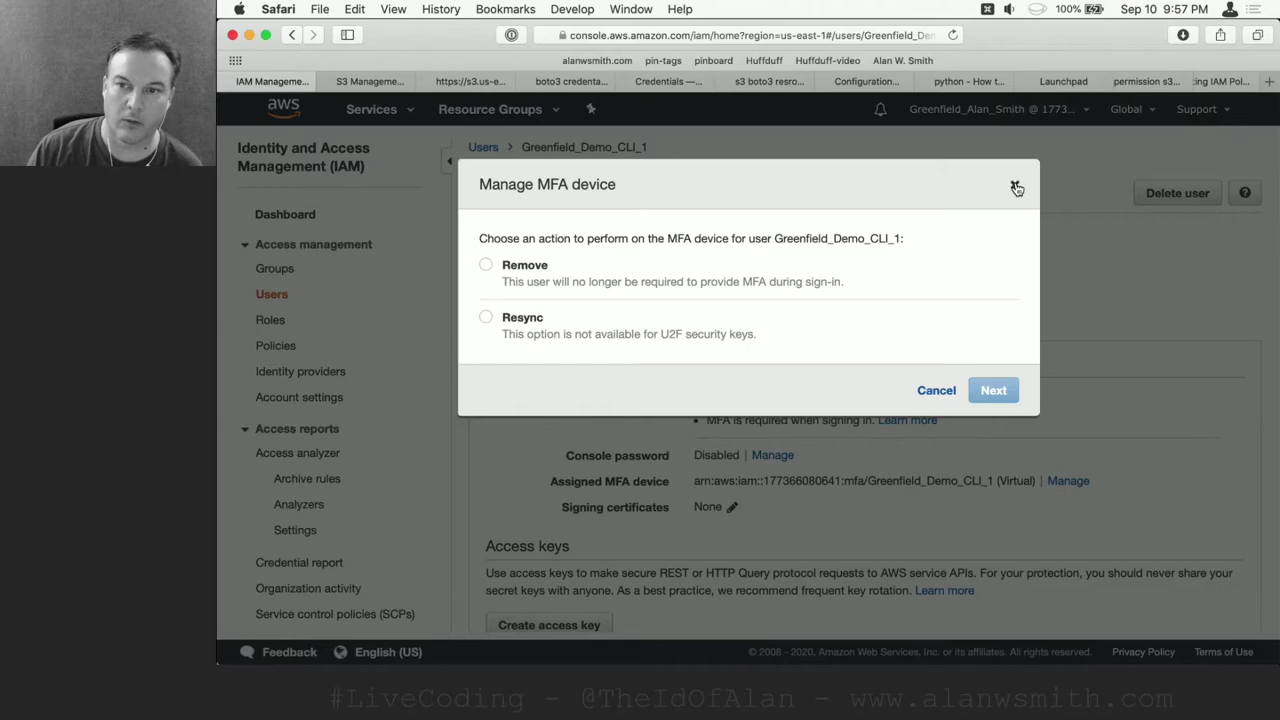 Safari File Edit View History Bookmarks Develop Window Help 100% Sep 10 9:57 PM
console.aws.amazon.com/iam/home?region=us-east-1#/users/Greenfield_De
alanwsmith.com pin-tags pinboard Huffduff Huffduff-video Alan W. Smith
IAM Manageme... S3 Manageme... https://s3.us-e... boto3 credenta... Credentials —... s3 boto3 resro... Configuration... python - How t... Launchpad permission s3... ting IAM Pol...
aws Services Resource Groups Greenfield_Alan_Smith @ 1773... Global Support
Identity and Access
Management (IAM)
Users > Greenfield_Demo_CLI_1
Manage MFA device
Delete user
Dashboard
Access management
Groups
Users
Roles
Policies
Identity providers
Account settings
Access reports
Access analyzer
Archive rules
Analyzers
Settings
Credential report
Organization activity
Service control policies (SCPs)
Choose an action to perform on the MFA device for user Greenfield_Demo_CLI_1:
Remove
This user will no longer be required to provide MFA during sign-in.
Resync
This option is not available for U2F security keys.
Cancel Next
• MFA is required when signing in. Learn more
Console password Disabled | Manage
Assigned MFA device arn:aws:iam::177366080641:mfa/Greenfield_Demo_CLI_1 (Virtual) | Manage
Signing certificates None
Access keys
Use access keys to make secure REST or HTTP Query protocol requests to AWS service APIs. For your protection, you should never share your
secret keys with anyone. As a best practice, we recommend frequent key rotation. Learn more
Create access key
Feedback English (US) © 2008 - 2020, Amazon Web Services, Inc. or its affiliates. All rights reserved. Privacy Policy Terms of Use
#LiveCoding - @TheIdOfAlan - www.alanwsmith.com